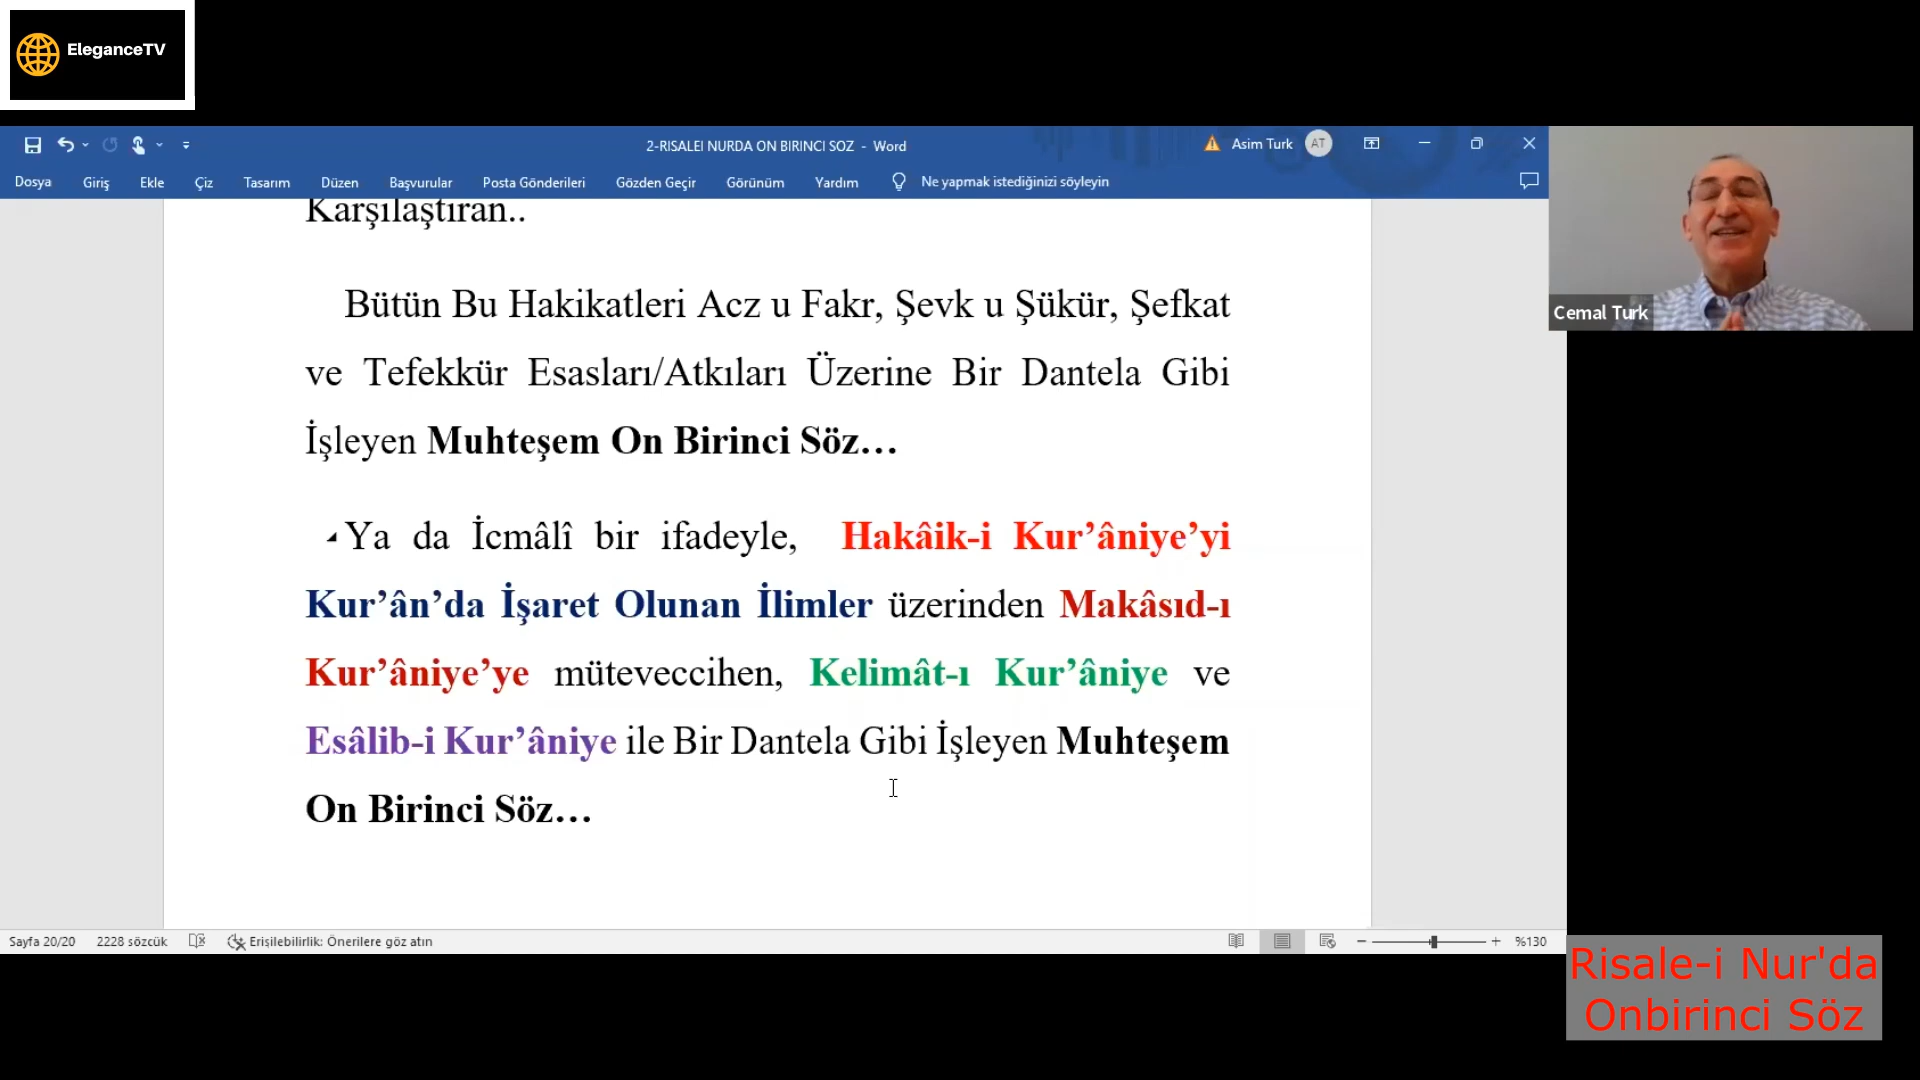 EleganceTV
2-RISALEI NURDA ON BIRINCI SOZ - Word
Asim Turk
AT
Dosya Giriş Ekle Çiz Tasarım Düzen Başvurular Posta Gönderileri Gözden Geçir Görünüm Yardım Ne yapmak istediğinizi söyleyin
Karşılaştıran..
Bütün Bu Hakikatleri Acz u Fakr, Şevk u Şükür, Şefkat
ve Tefekkür Esasları/Atkıları Üzerine Bir Dantela Gibi
İşleyen Muhteşem On Birinci Söz…
Ya da İcmâlî bir ifadeyle, Hakâik-i Kur’âniye’yi
Kur’ân’da İşaret Olunan İlimler üzerinden Makâsıd-ı
Kur’âniye’ye müteveccihen, Kelimât-ı Kur’âniye ve
Esâlib-i Kur’âniye ile Bir Dantela Gibi İşleyen Muhteşem
On Birinci Söz…
Cemal Turk
Sayfa 20/20 2228 sözcük Erişilebilirlik: Önerilere göz atın %130
Risale-i Nur'da
Onbirinci Söz